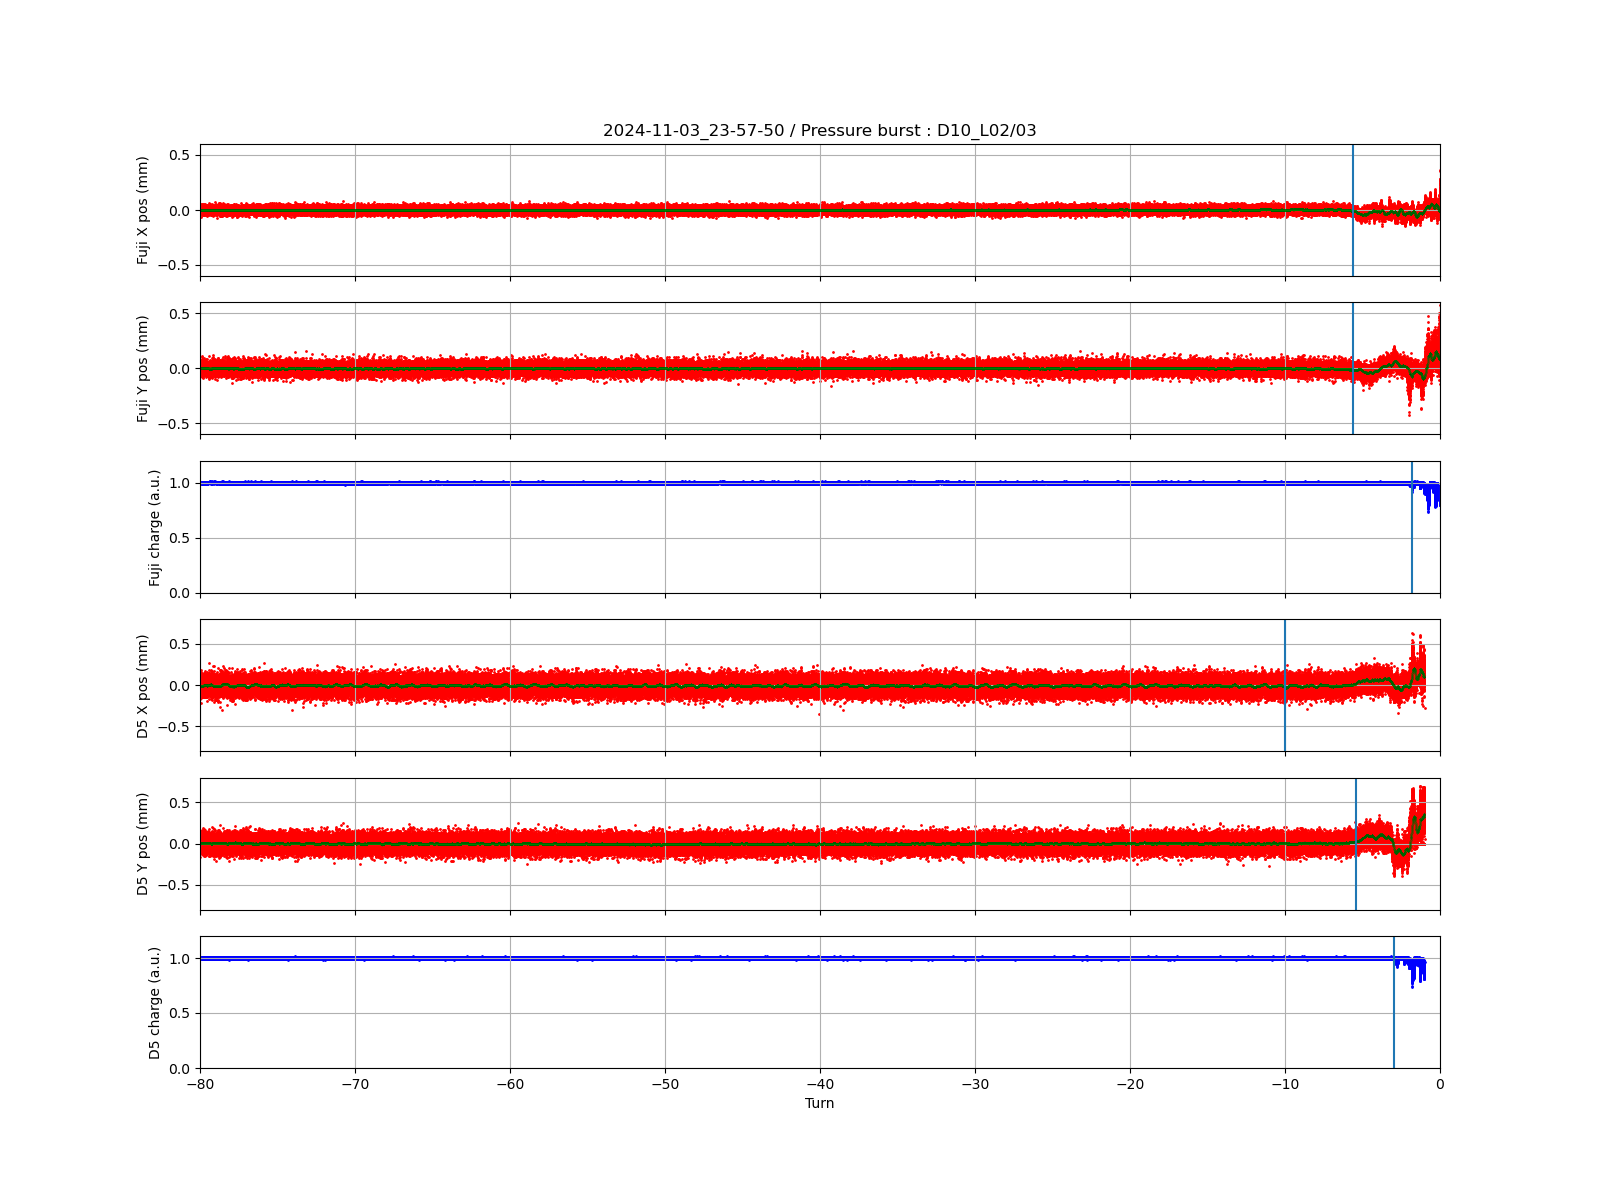 2024-11-03_23-57-50 / Pressure burst : D10_L02/03
Fuji X pos (mm)
0.5
0.0
−0.5
Fuji Y pos (mm)
0.5
0.0
−0.5
Fuji charge (a.u.)
1.0
0.5
0.0
D5 X pos (mm)
0.5
0.0
−0.5
D5 Y pos (mm)
0.5
0.0
−0.5
D5 charge (a.u.)
1.0
0.5
0.0
−80 −70 −60 −50 −40 −30 −20 −10 0
Turn